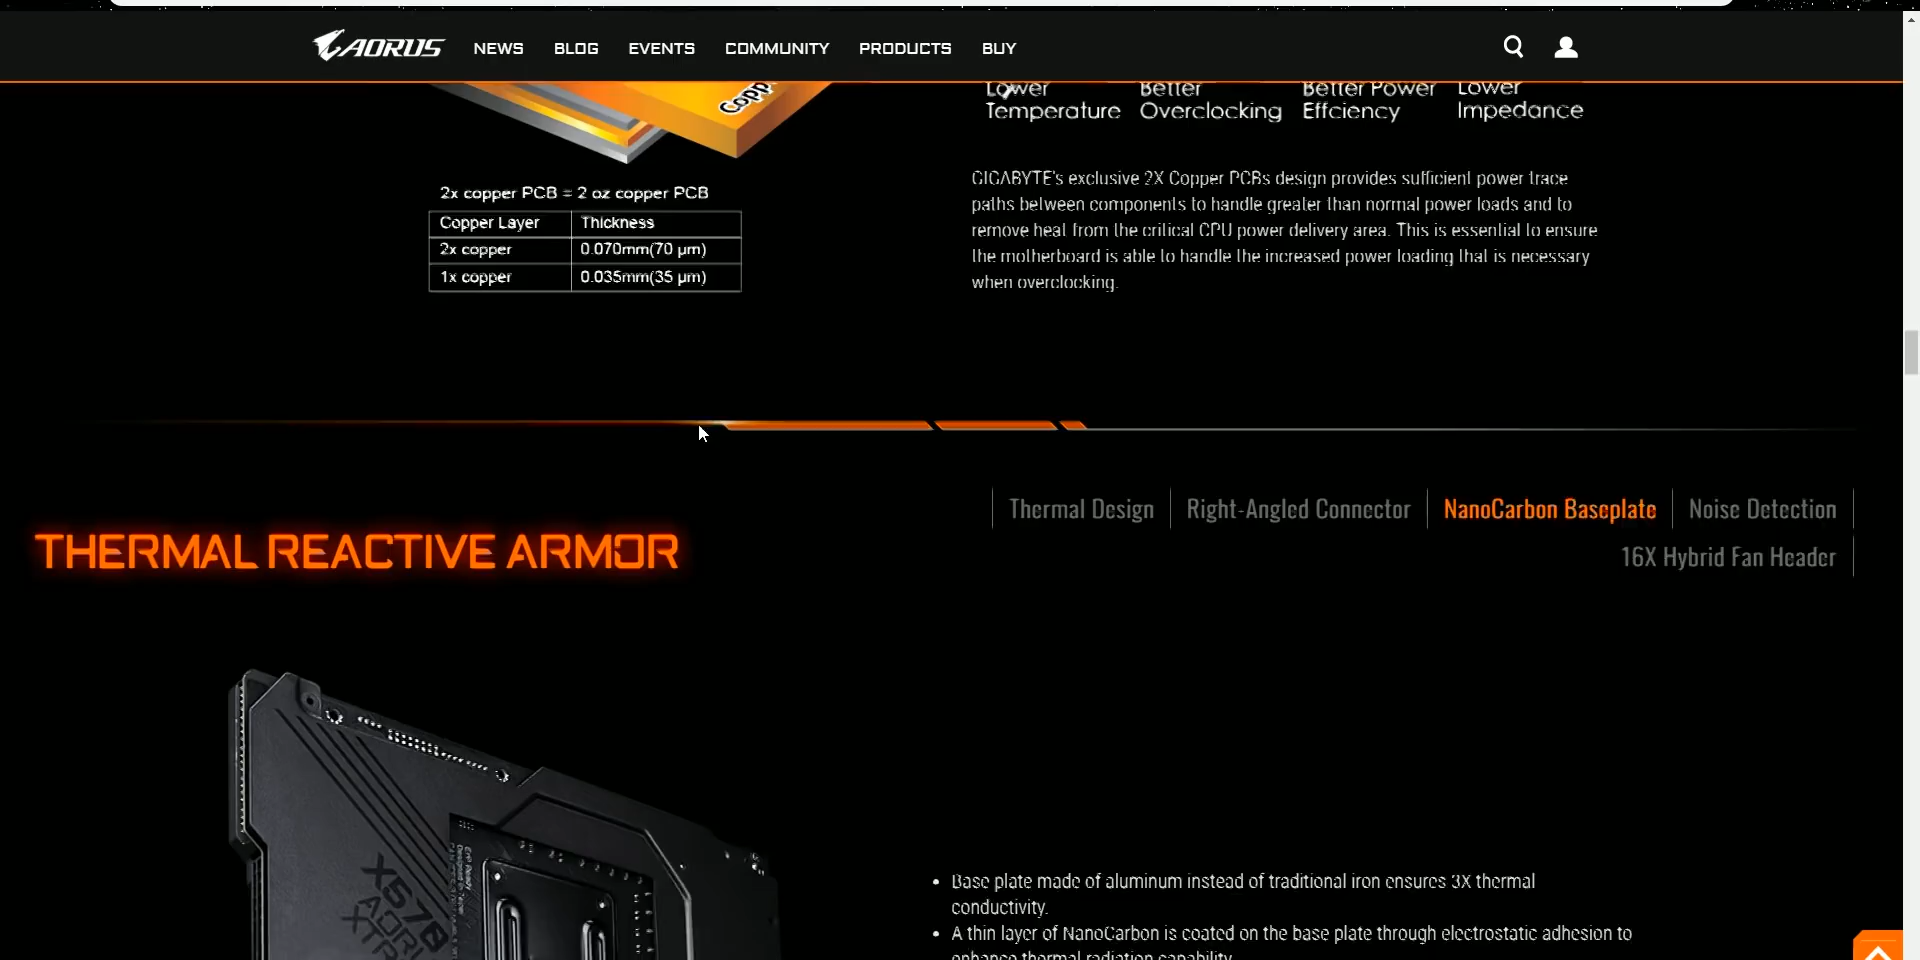 AORUS NEWS BLOG EVENTS COMMUNITY PRODUCTS BUY
Lower Better Better Power Lower
Temperature Overclocking Effciency Impedance
2x copper PCB = 2 oz copper PCB
Copper Layer Thickness
2x copper 0.070mm(70 µm)
1x copper 0.035mm(35 µm)
GIGABYTE's exclusive 2X Copper PCBs design provides sufficient power trace
paths between components to handle greater than normal power loads and to
remove heat from the critical CPU power delivery area. This is essential to ensure
the motherboard is able to handle the increased power loading that is necessary
when overclocking.
Thermal Design Right-Angled Connector NanoCarbon Baseplate Noise Detection
16X Hybrid Fan Header
THERMAL REACTIVE ARMOR
X570
Base plate made of aluminum instead of traditional iron ensures 3X thermal
conductivity.
A thin layer of NanoCarbon is coated on the base plate through electrostatic adhesion to
enhance thermal radiation capability.